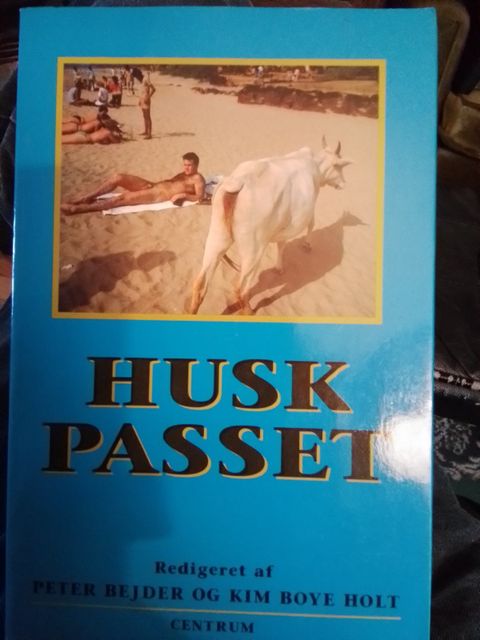 HUSK
PASSET
Redigeret af
PETER BEJDER OG KIM BOYE HOLT
CENTRUM